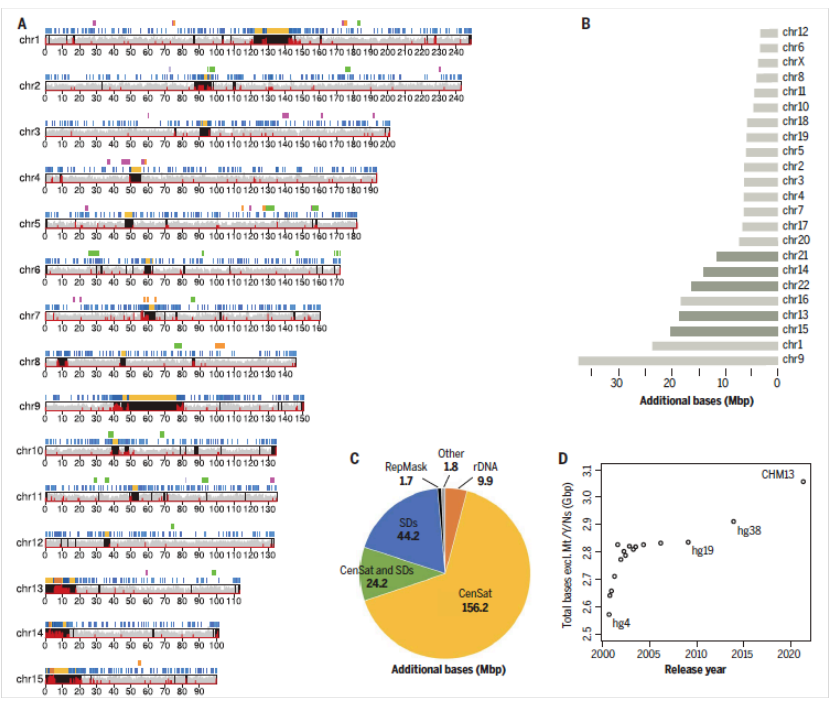 A
chr1
0 10 20 30 40 50 60 70 80 90 100 110 120 130 140 150 160 170 180 190 200 210 220 230 240
chr2
0 10 20 30 40 50 60 70 80 90 100 110 120 130 140 150 160 170 180 190 200 210 220 230 240
chr3
0 10 20 30 40 50 60 70 80 90 100 110 120 130 140 150 160 170 180 190 200
chr4
0 10 20 30 40 50 60 70 80 90 100 110 120 130 140 150 160 170 180 190
chr5
0 10 20 30 40 50 60 70 80 90 100 110 120 130 140 150 160 170 180
chr6
0 10 20 30 40 50 60 70 80 90 100 110 120 130 140 150 160 170
chr7
0 10 20 30 40 50 60 70 80 90 100 110 120 130 140 150 160
chr8
0 10 20 30 40 50 60 70 80 90 100 110 120 130 140
chr9
0 10 20 30 40 50 60 70 80 90 100 110 120 130 140 150
chr10
0 10 20 30 40 50 60 70 80 90 100 110 120 130
chr11
0 10 20 30 40 50 60 70 80 90 100 110 120 130
chr12
0 10 20 30 40 50 60 70 80 90 100 110 120 130
chr13
0 10 20 30 40 50 60 70 80 90 100 110
chr14
0 10 20 30 40 50 60 70 80 90 100
chr15
0 10 20 30 40 50 60 70 80 90
B
chr12
chr6
chrX
chr8
chr11
chr10
chr18
chr19
chr5
chr2
chr3
chr4
chr7
chr17
chr20
chr21
chr14
chr22
chr16
chr13
chr15
chr1
chr9
30 20 10 0
Additional bases (Mbp)
C
Other
1.8
RepMask
1.7
rDNA
9.9
SDs
44.2
CenSat and SDs
24.2
CenSat
156.2
Additional bases (Mbp)
D
Total bases excl. Mt/Y/Ns (Gbp)
3.1
3.0
2.9
2.8
2.7
2.6
2.5
CHM13
hg38
hg19
hg4
2000 2005 2010 2015 2020
Release year